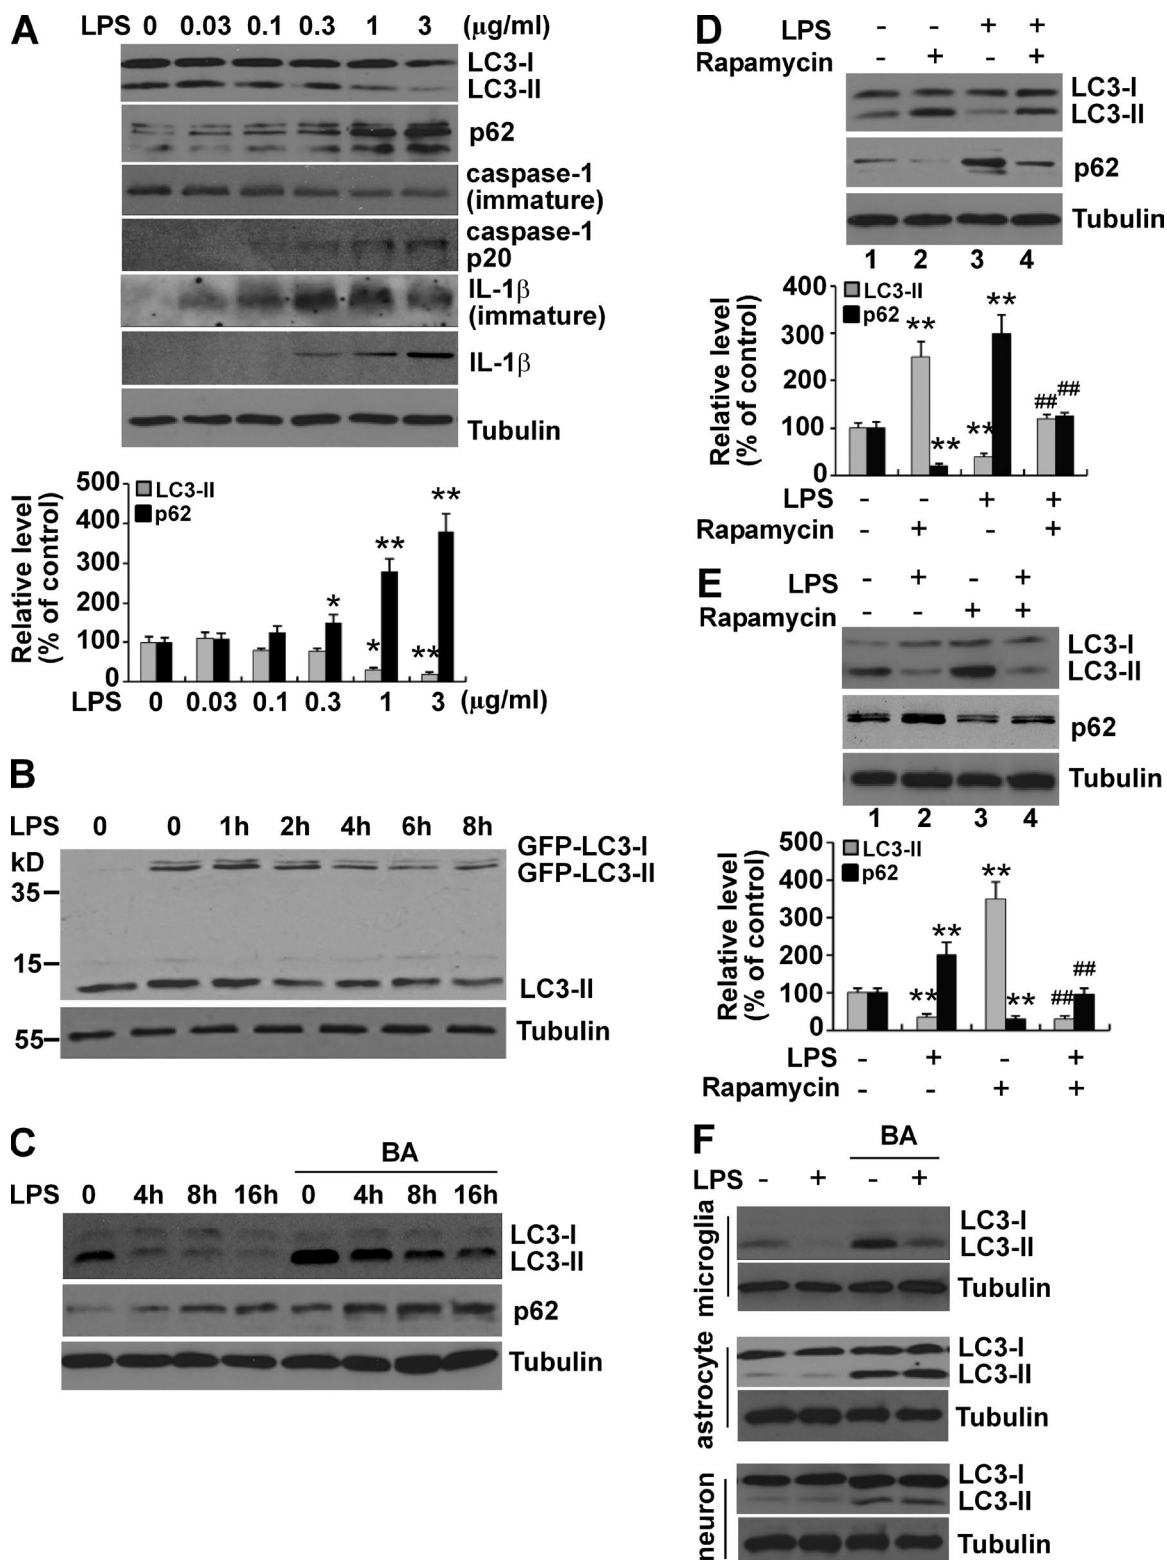 A
LPS 0 0.03 0.1 0.3 1 3 (μg/ml)
LC3-I
LC3-II
p62
caspase-1
(immature)
caspase-1
p20
IL-1β
(immature)
IL-1β
Tubulin
Relative level
(% of control)
500
400
300
200
100
0
LC3-II
p62
*
*
**
**
**
LPS 0 0.03 0.1 0.3 1 3 (μg/ml)
B
LPS 0 0 1h 2h 4h 6h 8h
kD
35
15
55
GFP-LC3-I
GFP-LC3-II
LC3-II
Tubulin
C
BA
LPS 0 4h 8h 16h 0 4h 8h 16h
LC3-I
LC3-II
p62
Tubulin
D
LPS - - + +
Rapamycin - + - +
LC3-I
LC3-II
p62
Tubulin
1 2 3 4
Relative level
(% of control)
400
300
200
100
0
LC3-II
p62
**
**
**
**
##
##
LPS - - + +
Rapamycin - + - +
E
LPS - + - +
Rapamycin - - + +
LC3-I
LC3-II
p62
Tubulin
1 2 3 4
Relative level
(% of control)
500
400
300
200
100
0
LC3-II
p62
**
**
**
**
##
##
LPS - + - +
Rapamycin - - + +
F
BA
LPS - + - +
microglia
LC3-I
LC3-II
Tubulin
astrocyte
LC3-I
LC3-II
Tubulin
neuron
LC3-I
LC3-II
Tubulin